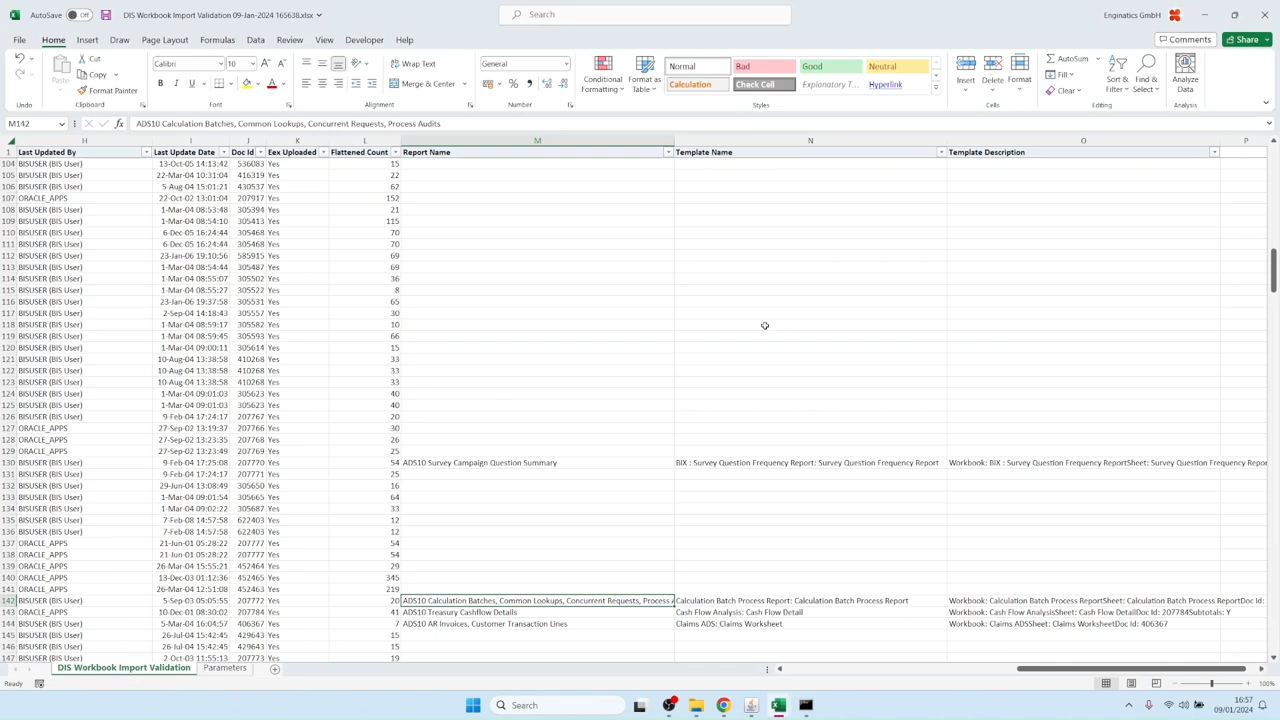 AutoSave Off DIS Workbook Import Validation 09-Jan-2024 165638.xlsx Search Enginatics GmbH
File Home Insert Draw Page Layout Formulas Data Review View Developer Help Comments Share
Cut
Copy
Format Painter
Paste
Calibri 10
Wrap Text
Merge & Center
General
Conditional Formatting
Format as Table
Normal Bad Good Neutral
Calculation Check Cell Explanatory T... Hyperlink
Insert Delete Format
AutoSum
Fill
Clear
Sort & Filter
Find & Select
Analyze Data
Undo Clipboard Font Alignment Number Styles Cells Editing Analysis
M142 fx ADS10 Calculation Batches, Common Lookups, Concurrent Requests, Process Audits
H I J K L M N O P
1 Last Updated By Last Update Date Doc Id Eex Uploaded Flattened Count Report Name Template Name Template Description
104 BISUSER (BIS User) 13-Oct-05 14:13:42 536083 Yes 15
105 BISUSER (BIS User) 22-Mar-04 10:31:04 416319 Yes 22
106 BISUSER (BIS User) 5-Aug-04 15:01:21 430537 Yes 62
107 ORACLE_APPS 22-Oct-02 13:01:04 207917 Yes 152
108 BISUSER (BIS User) 1-Mar-04 08:53:48 305394 Yes 21
109 BISUSER (BIS User) 1-Mar-04 08:54:10 305413 Yes 115
110 BISUSER (BIS User) 6-Dec-05 16:24:44 305468 Yes 70
111 BISUSER (BIS User) 6-Dec-05 16:24:44 305468 Yes 70
112 BISUSER (BIS User) 23-Jan-06 19:10:56 585915 Yes 69
113 BISUSER (BIS User) 1-Mar-04 08:54:44 305487 Yes 69
114 BISUSER (BIS User) 1-Mar-04 08:55:07 305502 Yes 36
115 BISUSER (BIS User) 1-Mar-04 08:55:27 305522 Yes 8
116 BISUSER (BIS User) 23-Jan-06 19:37:58 305531 Yes 65
117 BISUSER (BIS User) 2-Sep-04 14:18:43 305557 Yes 30
118 BISUSER (BIS User) 1-Mar-04 08:59:17 305582 Yes 10
119 BISUSER (BIS User) 1-Mar-04 08:59:45 305593 Yes 66
120 BISUSER (BIS User) 1-Mar-04 09:00:11 305614 Yes 15
121 BISUSER (BIS User) 10-Aug-04 13:38:58 410268 Yes 33
122 BISUSER (BIS User) 10-Aug-04 13:38:58 410268 Yes 33
123 BISUSER (BIS User) 10-Aug-04 13:38:58 410268 Yes 33
124 BISUSER (BIS User) 1-Mar-04 09:01:03 305623 Yes 40
125 BISUSER (BIS User) 1-Mar-04 09:01:03 305623 Yes 40
126 BISUSER (BIS User) 9-Feb-04 17:24:17 207767 Yes 20
127 ORACLE_APPS 27-Sep-02 13:19:37 207766 Yes 30
128 ORACLE_APPS 27-Sep-02 13:23:35 207768 Yes 26
129 ORACLE_APPS 27-Sep-02 13:23:49 207769 Yes 25
130 BISUSER (BIS User) 9-Feb-04 17:25:08 207770 Yes 54 ADS10 Survey Campaign Question Summary BIX : Survey Question Frequency Report: Survey Question Frequency Report Workbook: BIX : Survey Question Frequency ReportSheet: Survey Question Frequency Repor
131 BISUSER (BIS User) 9-Feb-04 17:24:17 207771 Yes 25
132 BISUSER (BIS User) 29-Jun-04 13:08:49 305650 Yes 16
133 BISUSER (BIS User) 1-Mar-04 09:01:54 305665 Yes 64
134 BISUSER (BIS User) 1-Mar-04 09:02:22 305687 Yes 33
135 BISUSER (BIS User) 7-Feb-08 14:57:58 622403 Yes 12
136 BISUSER (BIS User) 7-Feb-08 14:57:58 622403 Yes 12
137 ORACLE_APPS 21-Jun-01 05:28:22 207777 Yes 54
138 ORACLE_APPS 21-Jun-01 05:28:22 207777 Yes 54
139 ORACLE_APPS 26-Mar-04 15:55:21 452464 Yes 29
140 ORACLE_APPS 13-Dec-03 01:12:36 452465 Yes 345
141 ORACLE_APPS 26-Mar-04 12:51:08 452463 Yes 219
142 BISUSER (BIS User) 5-Sep-03 05:05:55 207772 Yes 20 ADS10 Calculation Batches, Common Lookups, Concurrent Requests, Process A Calculation Batch Process Report: Calculation Batch Process Report Workbook: Calculation Batch Process ReportSheet: Calculation Batch Process ReportDoc Id:
143 ORACLE_APPS 10-Dec-01 08:30:02 207784 Yes 41 ADS10 Treasury Cashflow Details Cash Flow Analysis: Cash Flow Detail Workbook: Cash Flow AnalysisSheet: Cash Flow DetailDoc Id: 207784Subtotals: Y
144 BISUSER (BIS User) 5-Mar-04 16:04:57 406367 Yes 7 ADS10 AR Invoices, Customer Transaction Lines Claims ADS: Claims Worksheet Workbook: Claims ADSSheet: Claims WorksheetDoc Id: 406367
145 BISUSER (BIS User) 26-Jul-04 15:45:42 429643 Yes 15
146 BISUSER (BIS User) 26-Jul-04 15:45:42 429643 Yes 15
147 BISUSER (BIS User) 2-Oct-03 11:55:13 207773 Yes 19
DIS Workbook Import Validation Parameters
Ready 100%
Search 16:57
09/01/2024